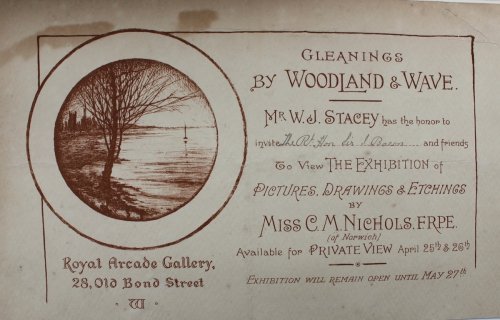 GLEANINGS
BY WOODLAND & WAVE.
MR W. J. STACEY has the honor to
invite The Rt. Hon. Sir J. Bacon and friends
To View THE EXHIBITION of
PICTURES, DRAWINGS & ETCHINGS
BY
MISS C. M. NICHOLS, F.R.P.E.
(of Norwich)
Available for PRIVATE VIEW April 25th & 26th
EXHIBITION WILL REMAIN OPEN UNTIL MAY 27th
Royal Arcade Gallery,
28, Old Bond Street
W